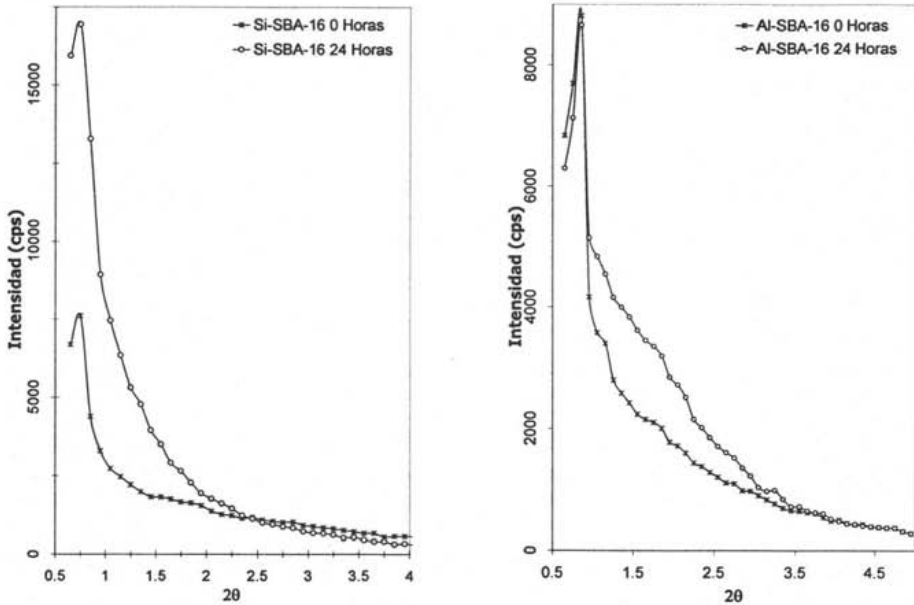 Si-SBA-16 0 Horas
Si-SBA-16 24 Horas
Intensidad (cps)
15000
10000
5000
0
0.5
1
1.5
2
2.5
3
3.5
4
2θ
Al-SBA-16 0 Horas
Al-SBA-16 24 Horas
Intensidad (cps)
8000
6000
4000
2000
0
0.5
1.5
2.5
3.5
4.5
2θ